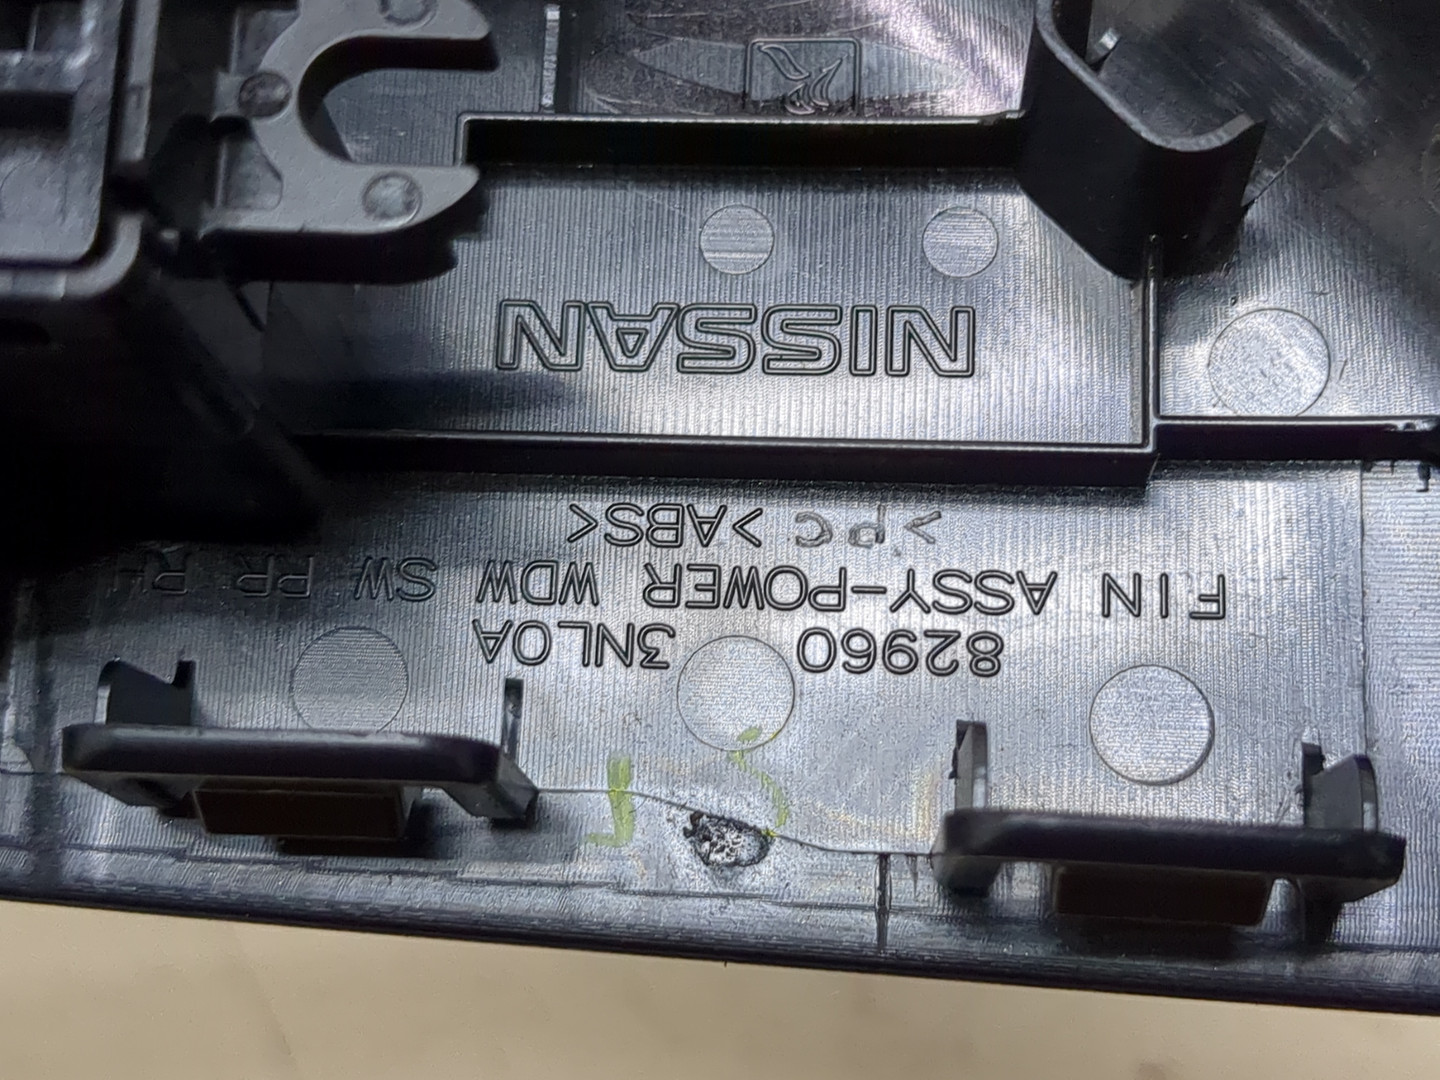 82960 3NL0A
FIN ASSY-POWER WDW SW RR RH
>PC >ABS<
NISSAN